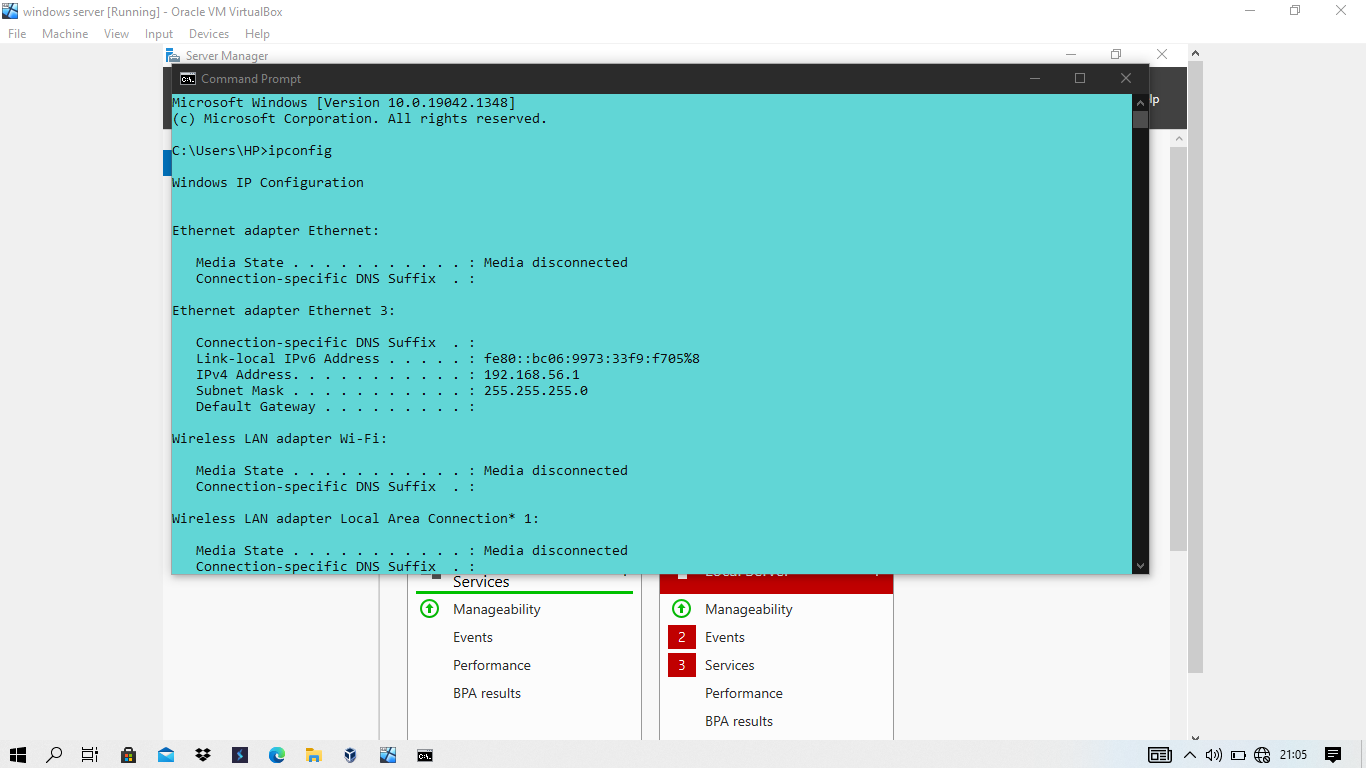 windows server [Running] - Oracle VM VirtualBox
File Machine View Input Devices Help
Server Manager
Command Prompt
Microsoft Windows [Version 10.0.19042.1348]
(c) Microsoft Corporation. All rights reserved.
C:\Users\HP>ipconfig
Windows IP Configuration
Ethernet adapter Ethernet:
Media State . . . . . . . . . . . : Media disconnected
Connection-specific DNS Suffix  . :
Ethernet adapter Ethernet 3:
Connection-specific DNS Suffix  . :
Link-local IPv6 Address . . . . . : fe80::bc06:9973:33f9:f705%8
IPv4 Address. . . . . . . . . . . : 192.168.56.1
Subnet Mask . . . . . . . . . . . : 255.255.255.0
Default Gateway . . . . . . . . . :
Wireless LAN adapter Wi-Fi:
Media State . . . . . . . . . . . : Media disconnected
Connection-specific DNS Suffix  . :
Wireless LAN adapter Local Area Connection* 1:
Media State . . . . . . . . . . . : Media disconnected
Connection-specific DNS Suffix  . :
Services
Manageability
Events
Performance
BPA results
Local Server
Manageability
2 Events
3 Services
Performance
BPA results
21:05